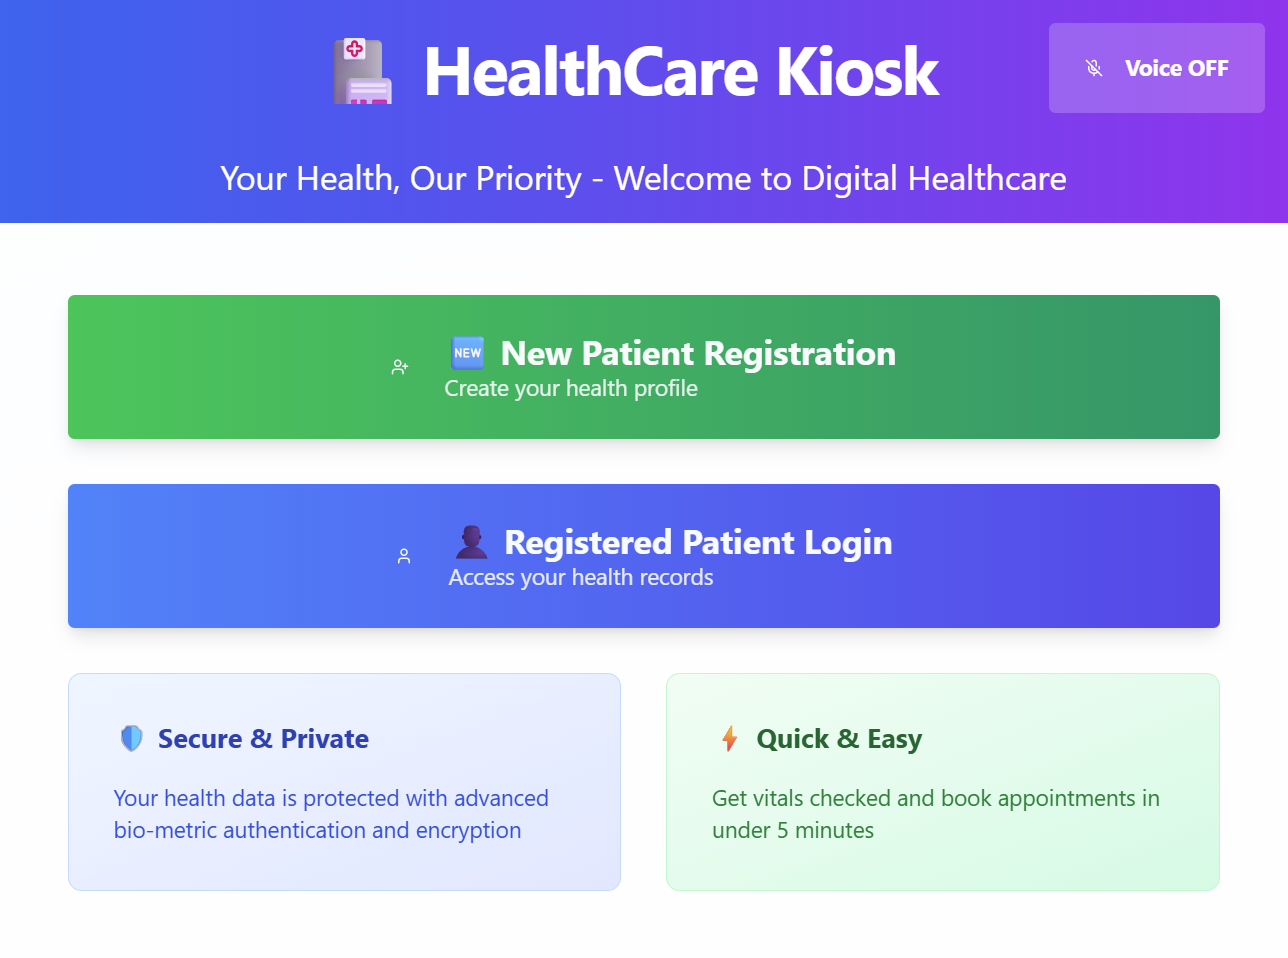 HealthCare Kiosk
Voice OFF
Your Health, Our Priority - Welcome to Digital Healthcare
NEW New Patient Registration
Create your health profile
Registered Patient Login
Access your health records
Secure & Private
Your health data is protected with advanced
bio-metric authentication and encryption
Quick & Easy
Get vitals checked and book appointments in
under 5 minutes